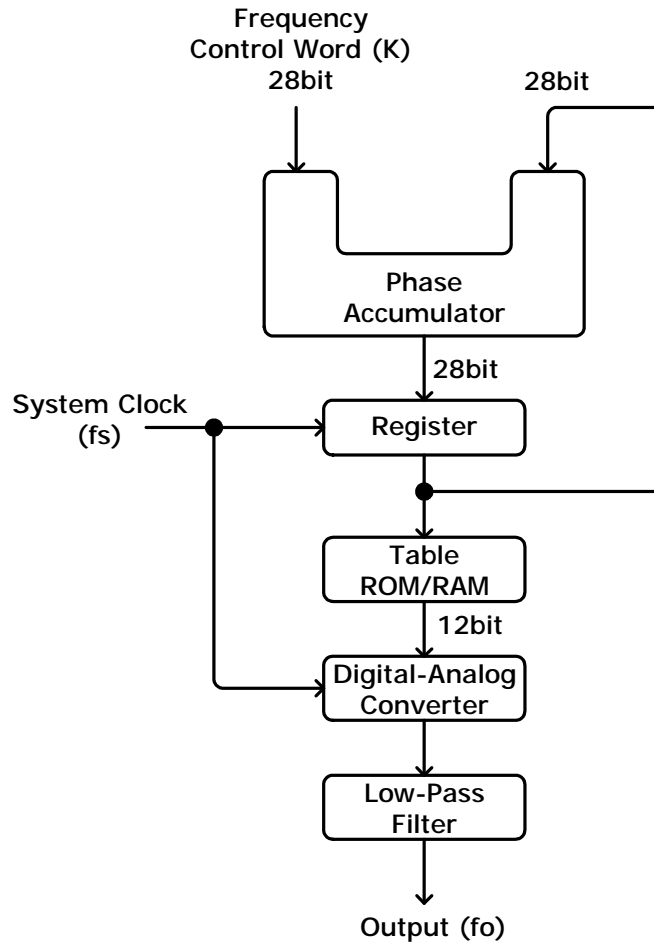 Frequency
Control Word (K)
28bit
28bit
Phase
Accumulator
28bit
System Clock
(fs)
Register
Table
ROM/RAM
12bit
Digital-Analog
Converter
Low-Pass
Filter
Output (fo)